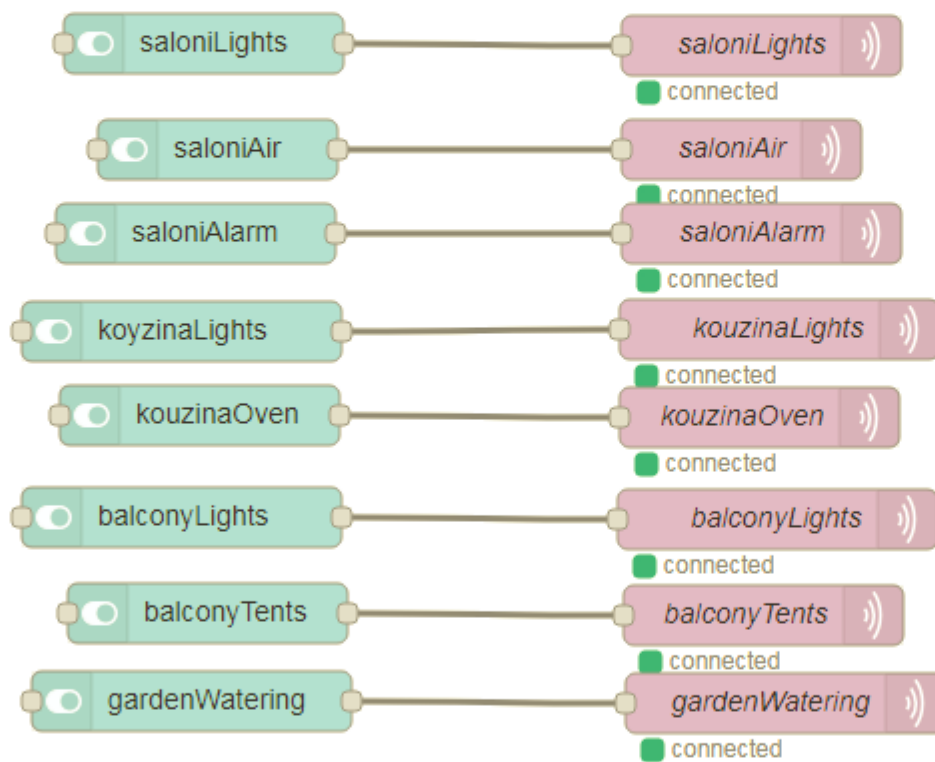 saloniLights saloniLights
connected
saloniAir saloniAir
connected
saloniAlarm saloniAlarm
connected
koyzinaLights kouzinaLights
connected
kouzinaOven kouzinaOven
connected
balconyLights balconyLights
connected
balconyTents balconyTents
connected
gardenWatering gardenWatering
connected